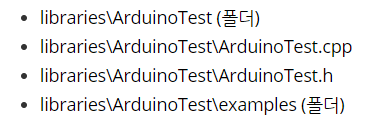 libraries\ArduinoTest (폴더)
libraries\ArduinoTest\ArduinoTest.cpp
libraries\ArduinoTest\ArduinoTest.h
libraries\ArduinoTest\examples (폴더)